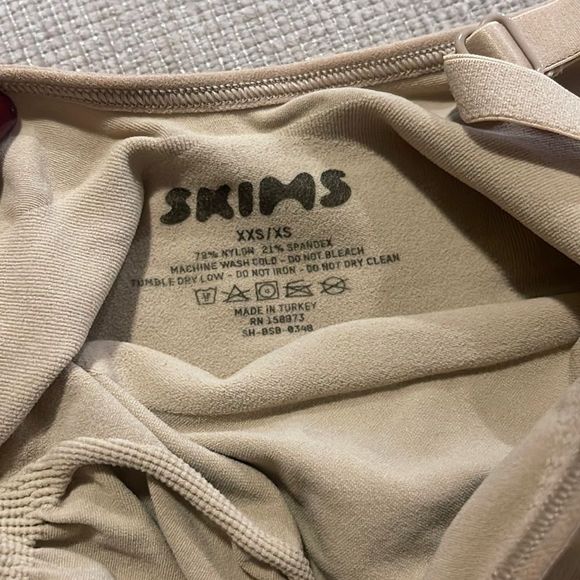 SKIMS
XXS/XS
79% NYLON 21% SPANDEX
MACHINE WASH COLD - DO NOT BLEACH
TUMBLE DRY LOW - DO NOT IRON - DO NOT DRY CLEAN
MADE IN TURKEY
RN 158973
SH-BSB-0348